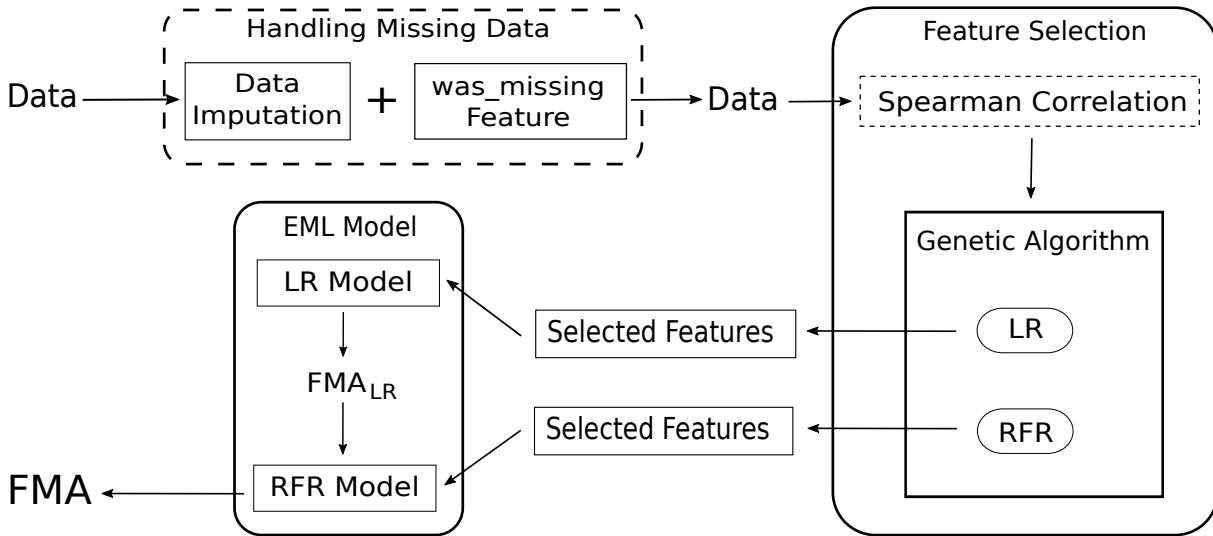 Handling Missing Data
Data
Data
Imputation
+
was_missing
Feature
Data
Feature Selection
Spearman Correlation
Genetic Algorithm
LR
RFR
Selected Features
Selected Features
EML Model
LR Model
FMA_LR
RFR Model
FMA